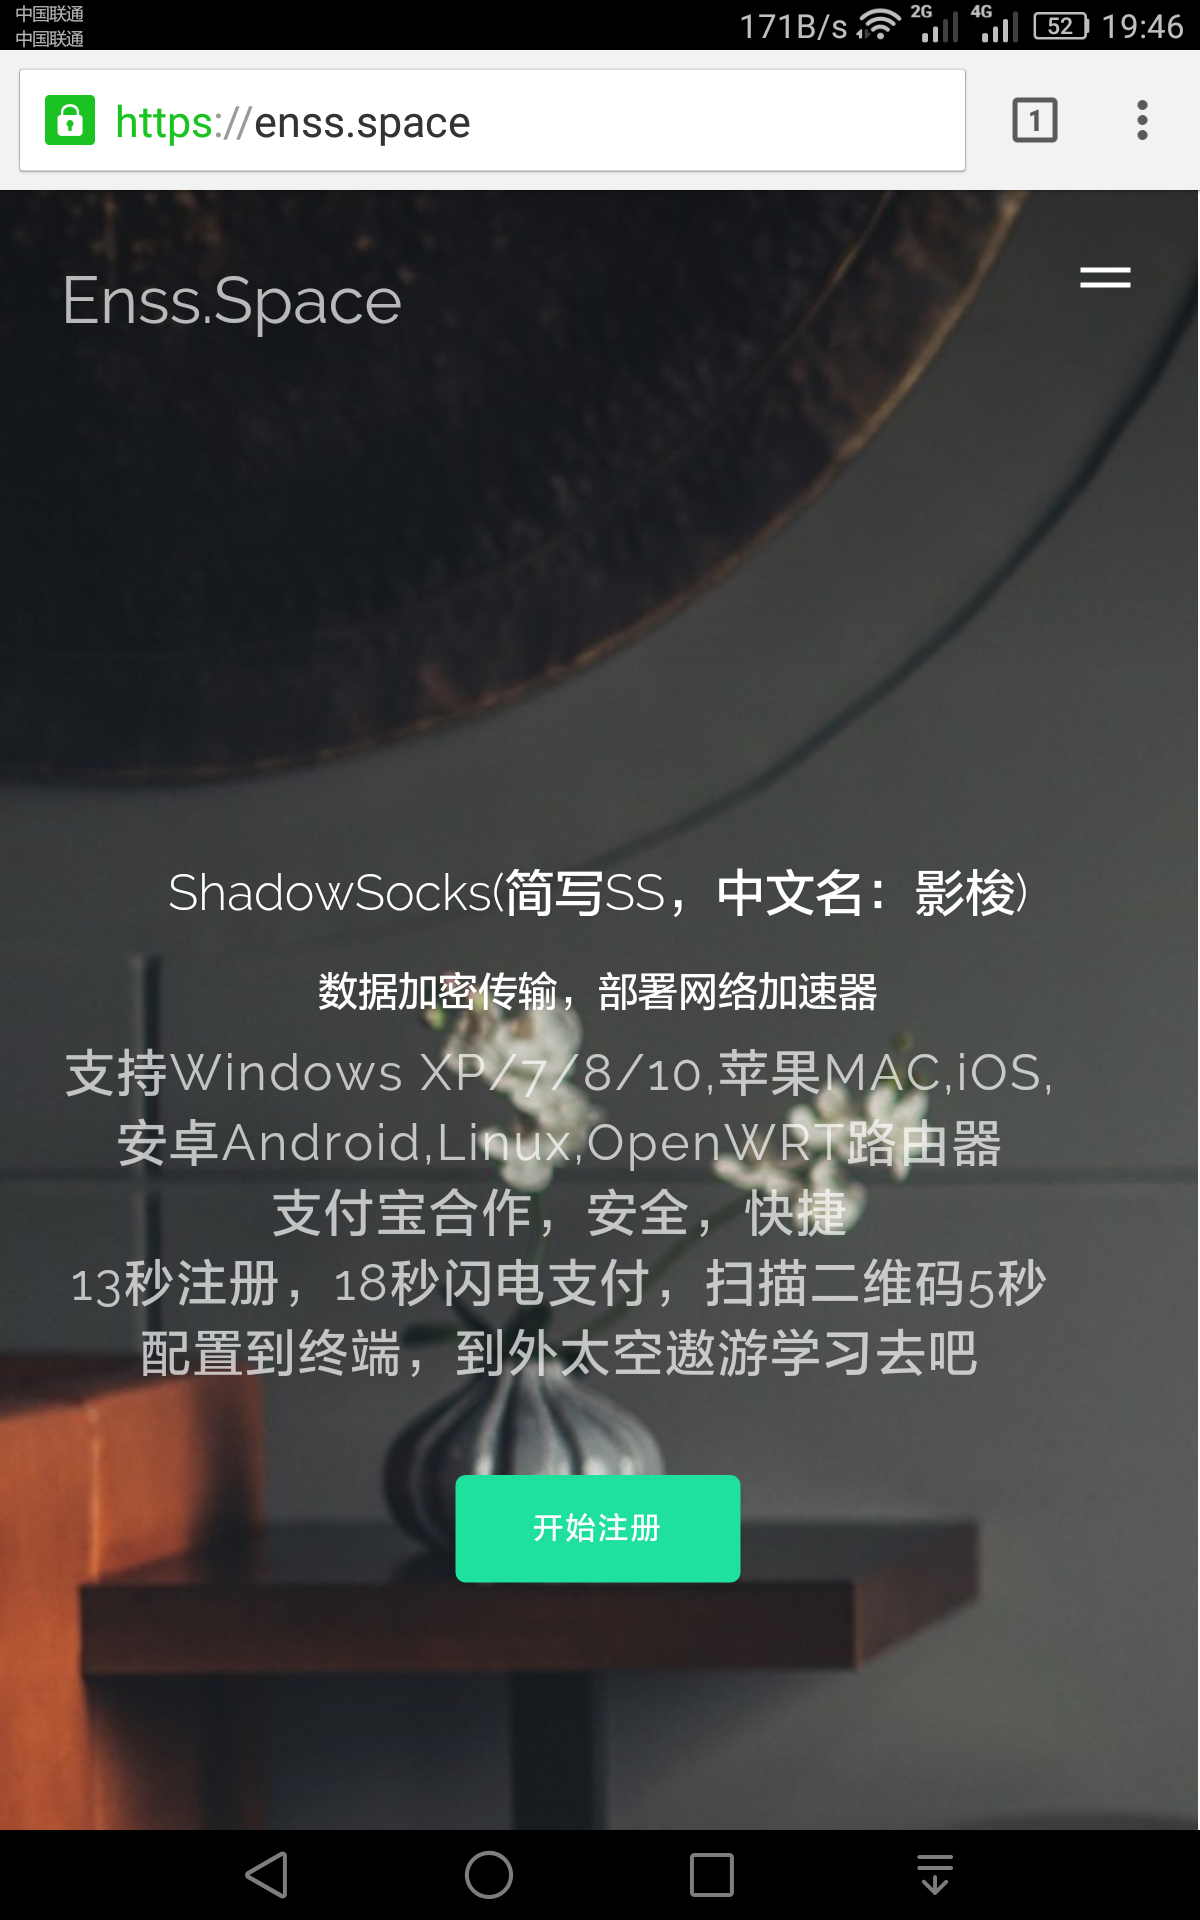 中国联通
中国联通
171B/s 2G 4G 52 19:46
https://enss.space
1
Enss.Space
ShadowSocks(简写SS，中文名：影梭)
数据加密传输，部署网络加速器
支持Windows XP/7/8/10,苹果MAC,iOS,
安卓Android,Linux,OpenWRT路由器
支付宝合作，安全，快捷
13秒注册，18秒闪电支付，扫描二维码5秒
配置到终端，到外太空遨游学习去吧
开始注册